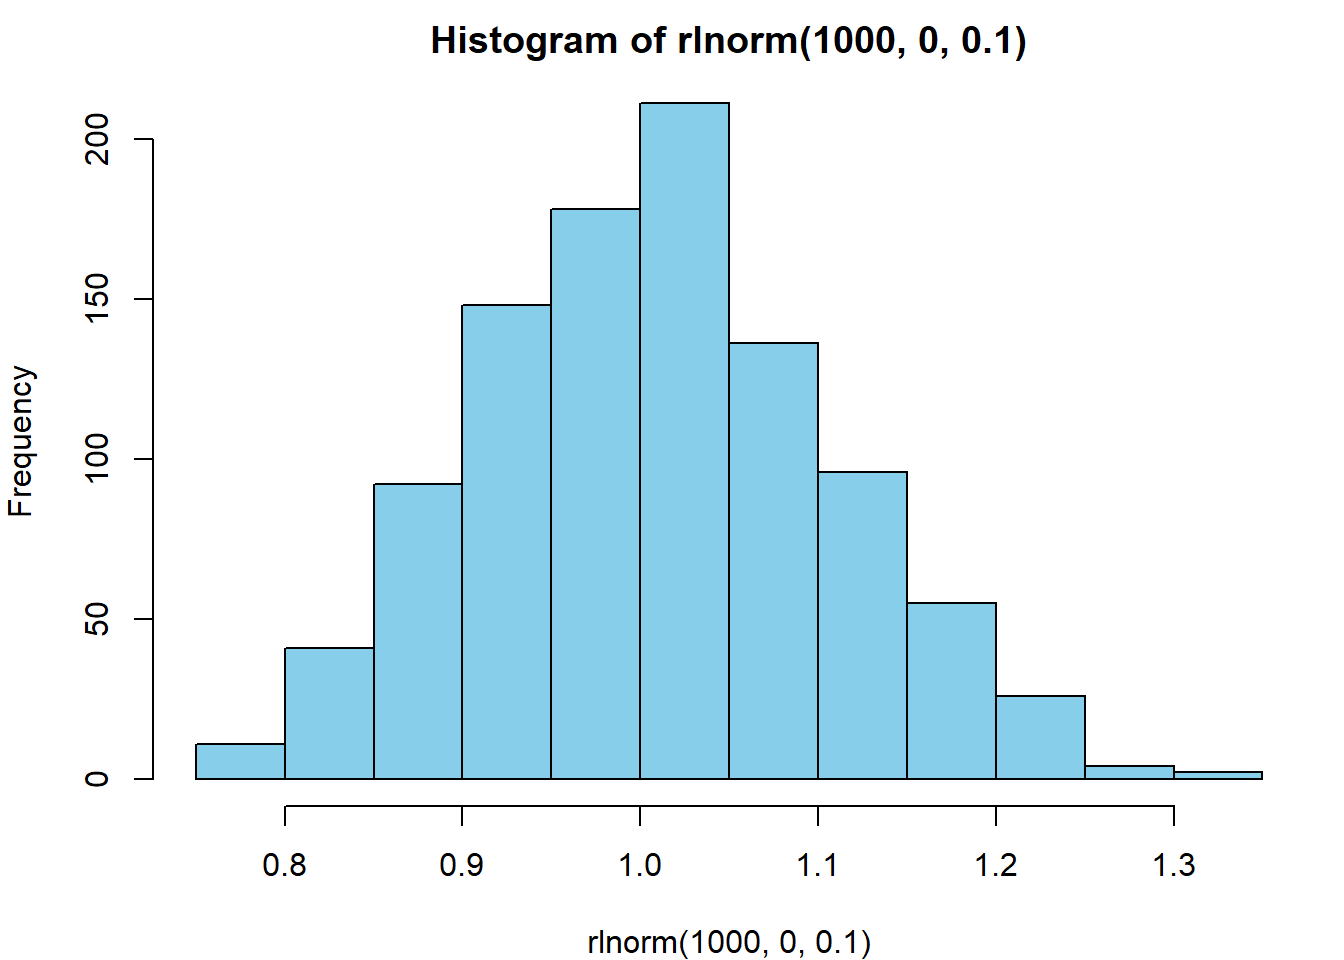 Histogram of rlnorm(1000, 0, 0.1)
Frequency
200
150
100
50
0
0.8 0.9 1.0 1.1 1.2 1.3
rlnorm(1000, 0, 0.1)